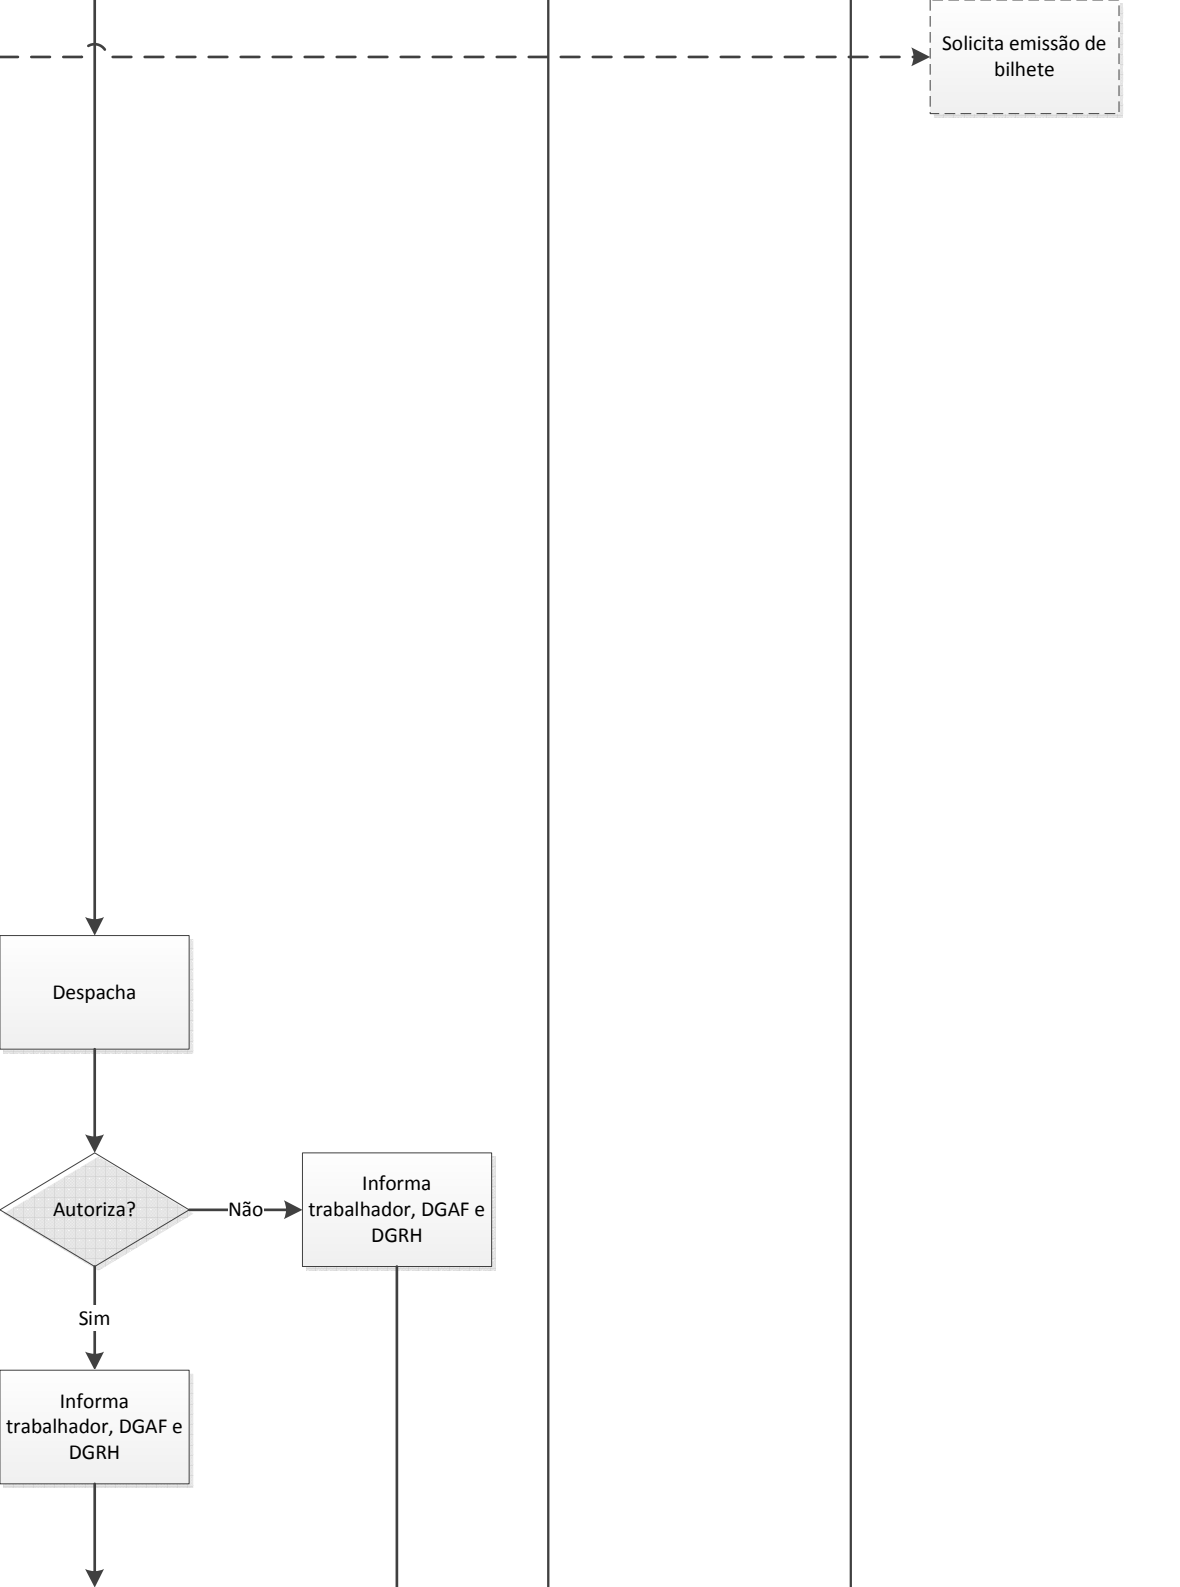 Solicita emissão de
bilhete
Despacha
Autoriza?
Não
Informa
trabalhador, DGAF e
DGRH
Sim
Informa
trabalhador, DGAF e
DGRH